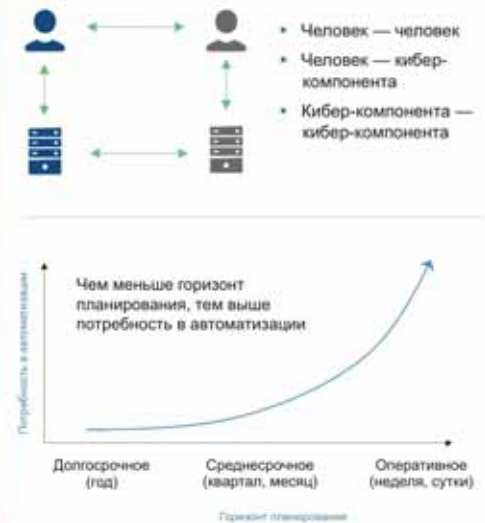 • Человек — человек
• Человек — кибер-
компонента
• Кибер-компонента —
кибер-компонента
Потребность в автоматизации
Чем меньше горизонт
планирования, тем выше
потребность в автоматизации
Долгосрочное
(год)
Среднесрочное
(квартал, месяц)
Оперативное
(неделя, сутки)
Горизонт планирования